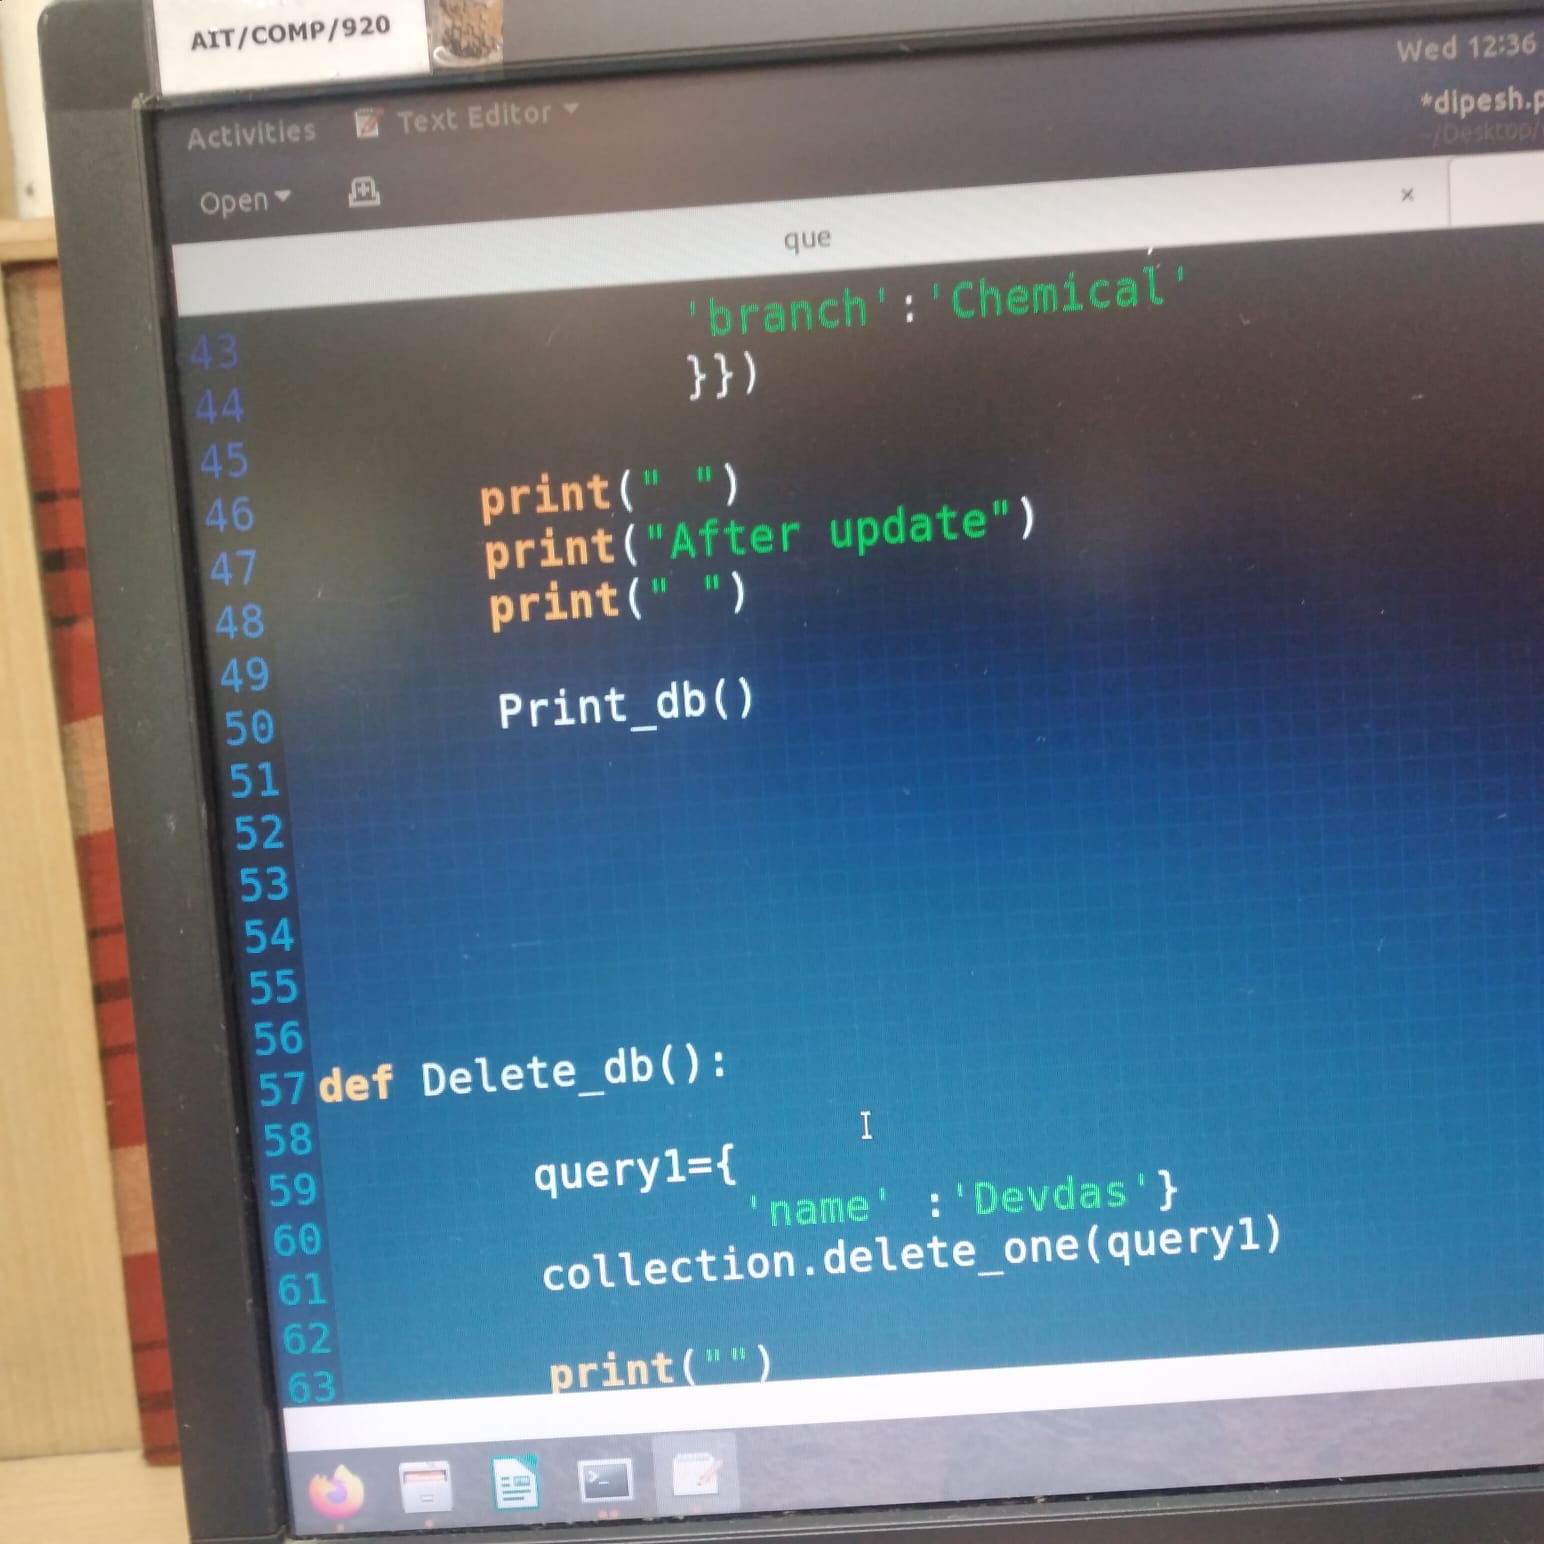 AIT/COMP/920
Wed 12:36
Activities Text Editor
*dipesh.p
~/Desktop/
Open
que
'branch':'Chemical'
43
}}})
44
45
46 print(" ")
47 print("After update")
48 print(" ")
49
50 Print_db()
51
52
53
54
55
56
57 def Delete_db():
58
59 query1={
60 'name' :'Devdas'}
61 collection.delete_one(query1)
62
63 print("")